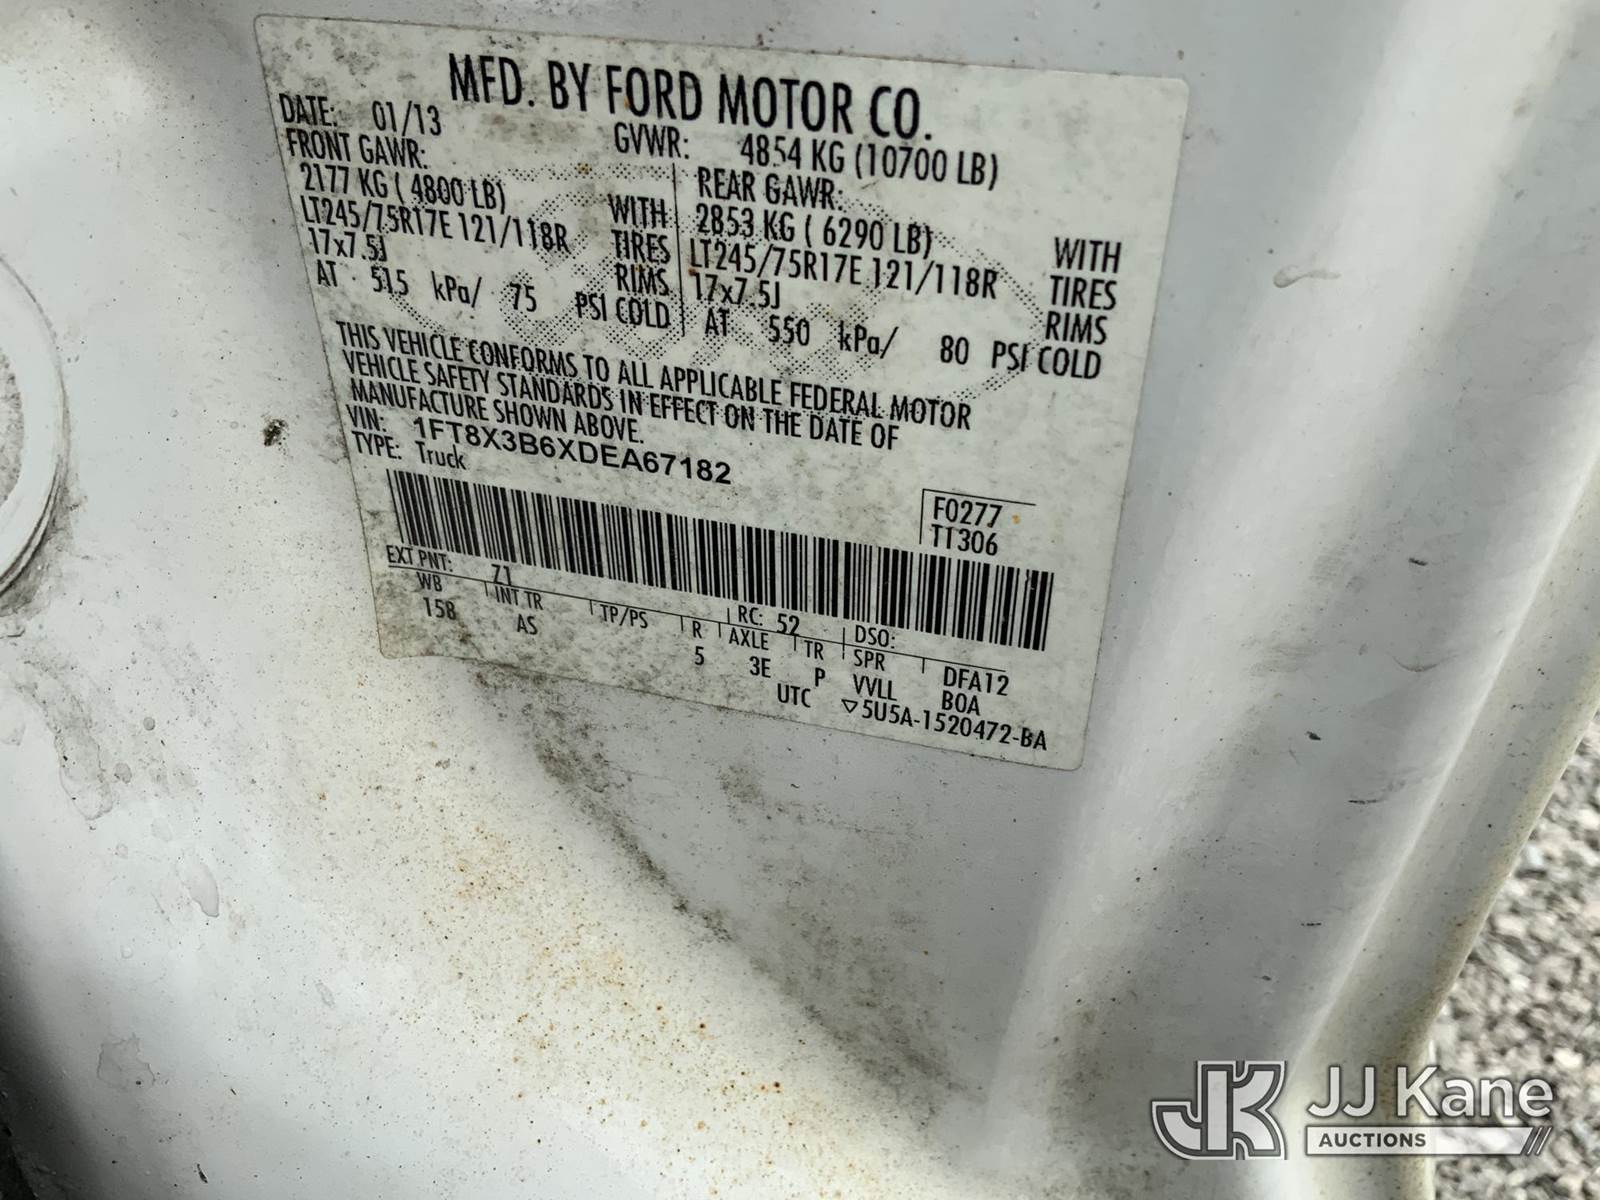 MFD. BY FORD MOTOR CO.
DATE: 01/13
GVWR: 4854 KG (10700 LB)
FRONT GAWR:
2177 KG ( 4800 LB) WITH
LT245/75R17E 121/118R TIRES
17x7.5J RIMS
AT 515 kPa/ 75 PSI COLD
REAR GAWR:
2853 KG ( 6290 LB) WITH
LT245/75R17E 121/118R TIRES
17x7.5J RIMS
AT 550 kPa/ 80 PSI COLD
THIS VEHICLE CONFORMS TO ALL APPLICABLE FEDERAL MOTOR
VEHICLE SAFETY STANDARDS IN EFFECT ON THE DATE OF
MANUFACTURE SHOWN ABOVE.
VIN: 1FT8X3B6XDEA67182
TYPE: Truck
F0277
T1306
EXT PNT: Z1 RC: 52 DSO:
WB INT TR TP/PS R AXLE TR SPR DFA12
158 AS 5 3E P VVLL BOA
UTC ▽5U5A-1520472-BA
JK JJ Kane
AUCTIONS